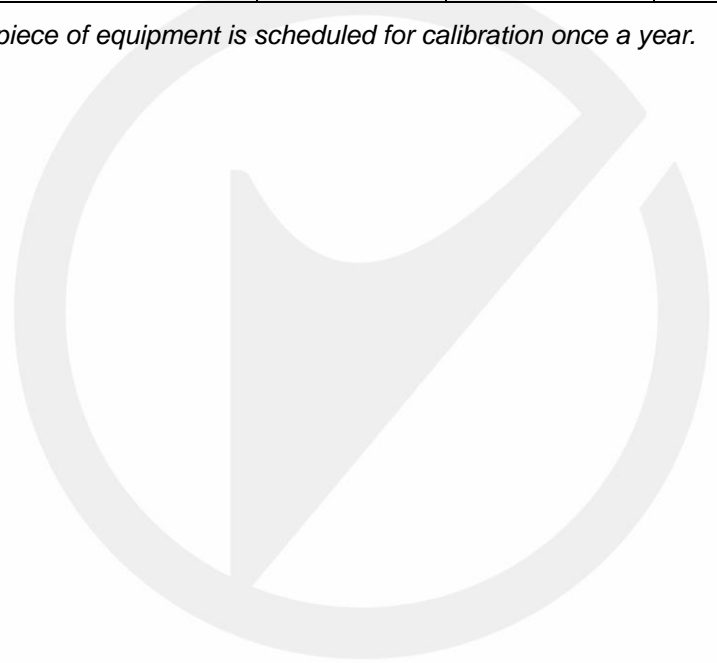 piece of equipment is scheduled for calibration once a year.